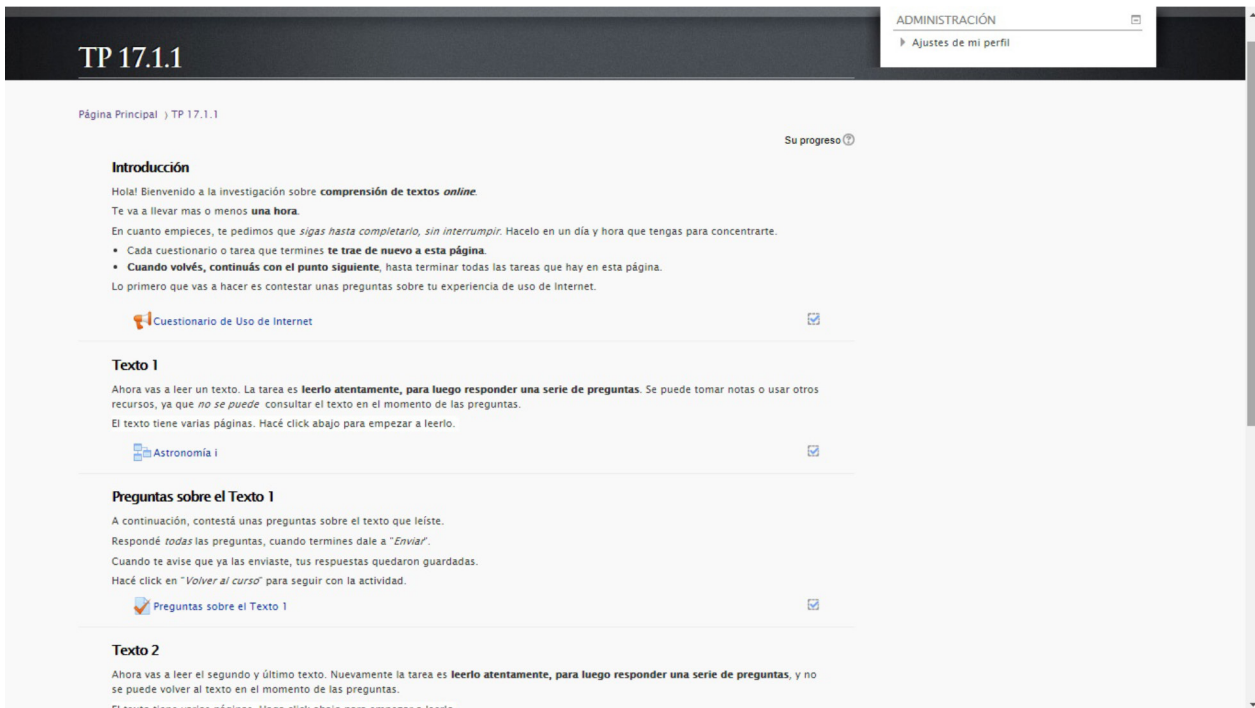 ADMINISTRACIÓN
Ajustes de mi perfil
TP 17.1.1
Página Principal › TP 17.1.1
Su progreso
Introducción
Hola! Bienvenido a la investigación sobre comprensión de textos online.
Te va a llevar mas o menos una hora.
En cuanto empieces, te pedimos que sigas hasta completarlo, sin interrumpir. Hacelo en un día y hora que tengas para concentrarte.
• Cada cuestionario o tarea que termines te trae de nuevo a esta página.
• Cuando volvés, continuás con el punto siguiente, hasta terminar todas las tareas que hay en esta página.
Lo primero que vas a hacer es contestar unas preguntas sobre tu experiencia de uso de Internet.
Cuestionario de Uso de Internet
Texto 1
Ahora vas a leer un texto. La tarea es leerlo atentamente, para luego responder una serie de preguntas. Se puede tomar notas o usar otros
recursos, ya que no se puede consultar el texto en el momento de las preguntas.
El texto tiene varias páginas. Hacé click abajo para empezar a leerlo.
Astronomía i
Preguntas sobre el Texto 1
A continuación, contestá unas preguntas sobre el texto que leíste.
Respondé todas las preguntas, cuando termines dale a "Enviar".
Cuando te avise que ya las enviaste, tus respuestas quedaron guardadas.
Hacé click en "Volver al curso" para seguir con la actividad.
Preguntas sobre el Texto 1
Texto 2
Ahora vas a leer el segundo y último texto. Nuevamente la tarea es leerlo atentamente, para luego responder una serie de preguntas, y no
se puede volver al texto en el momento de las preguntas.